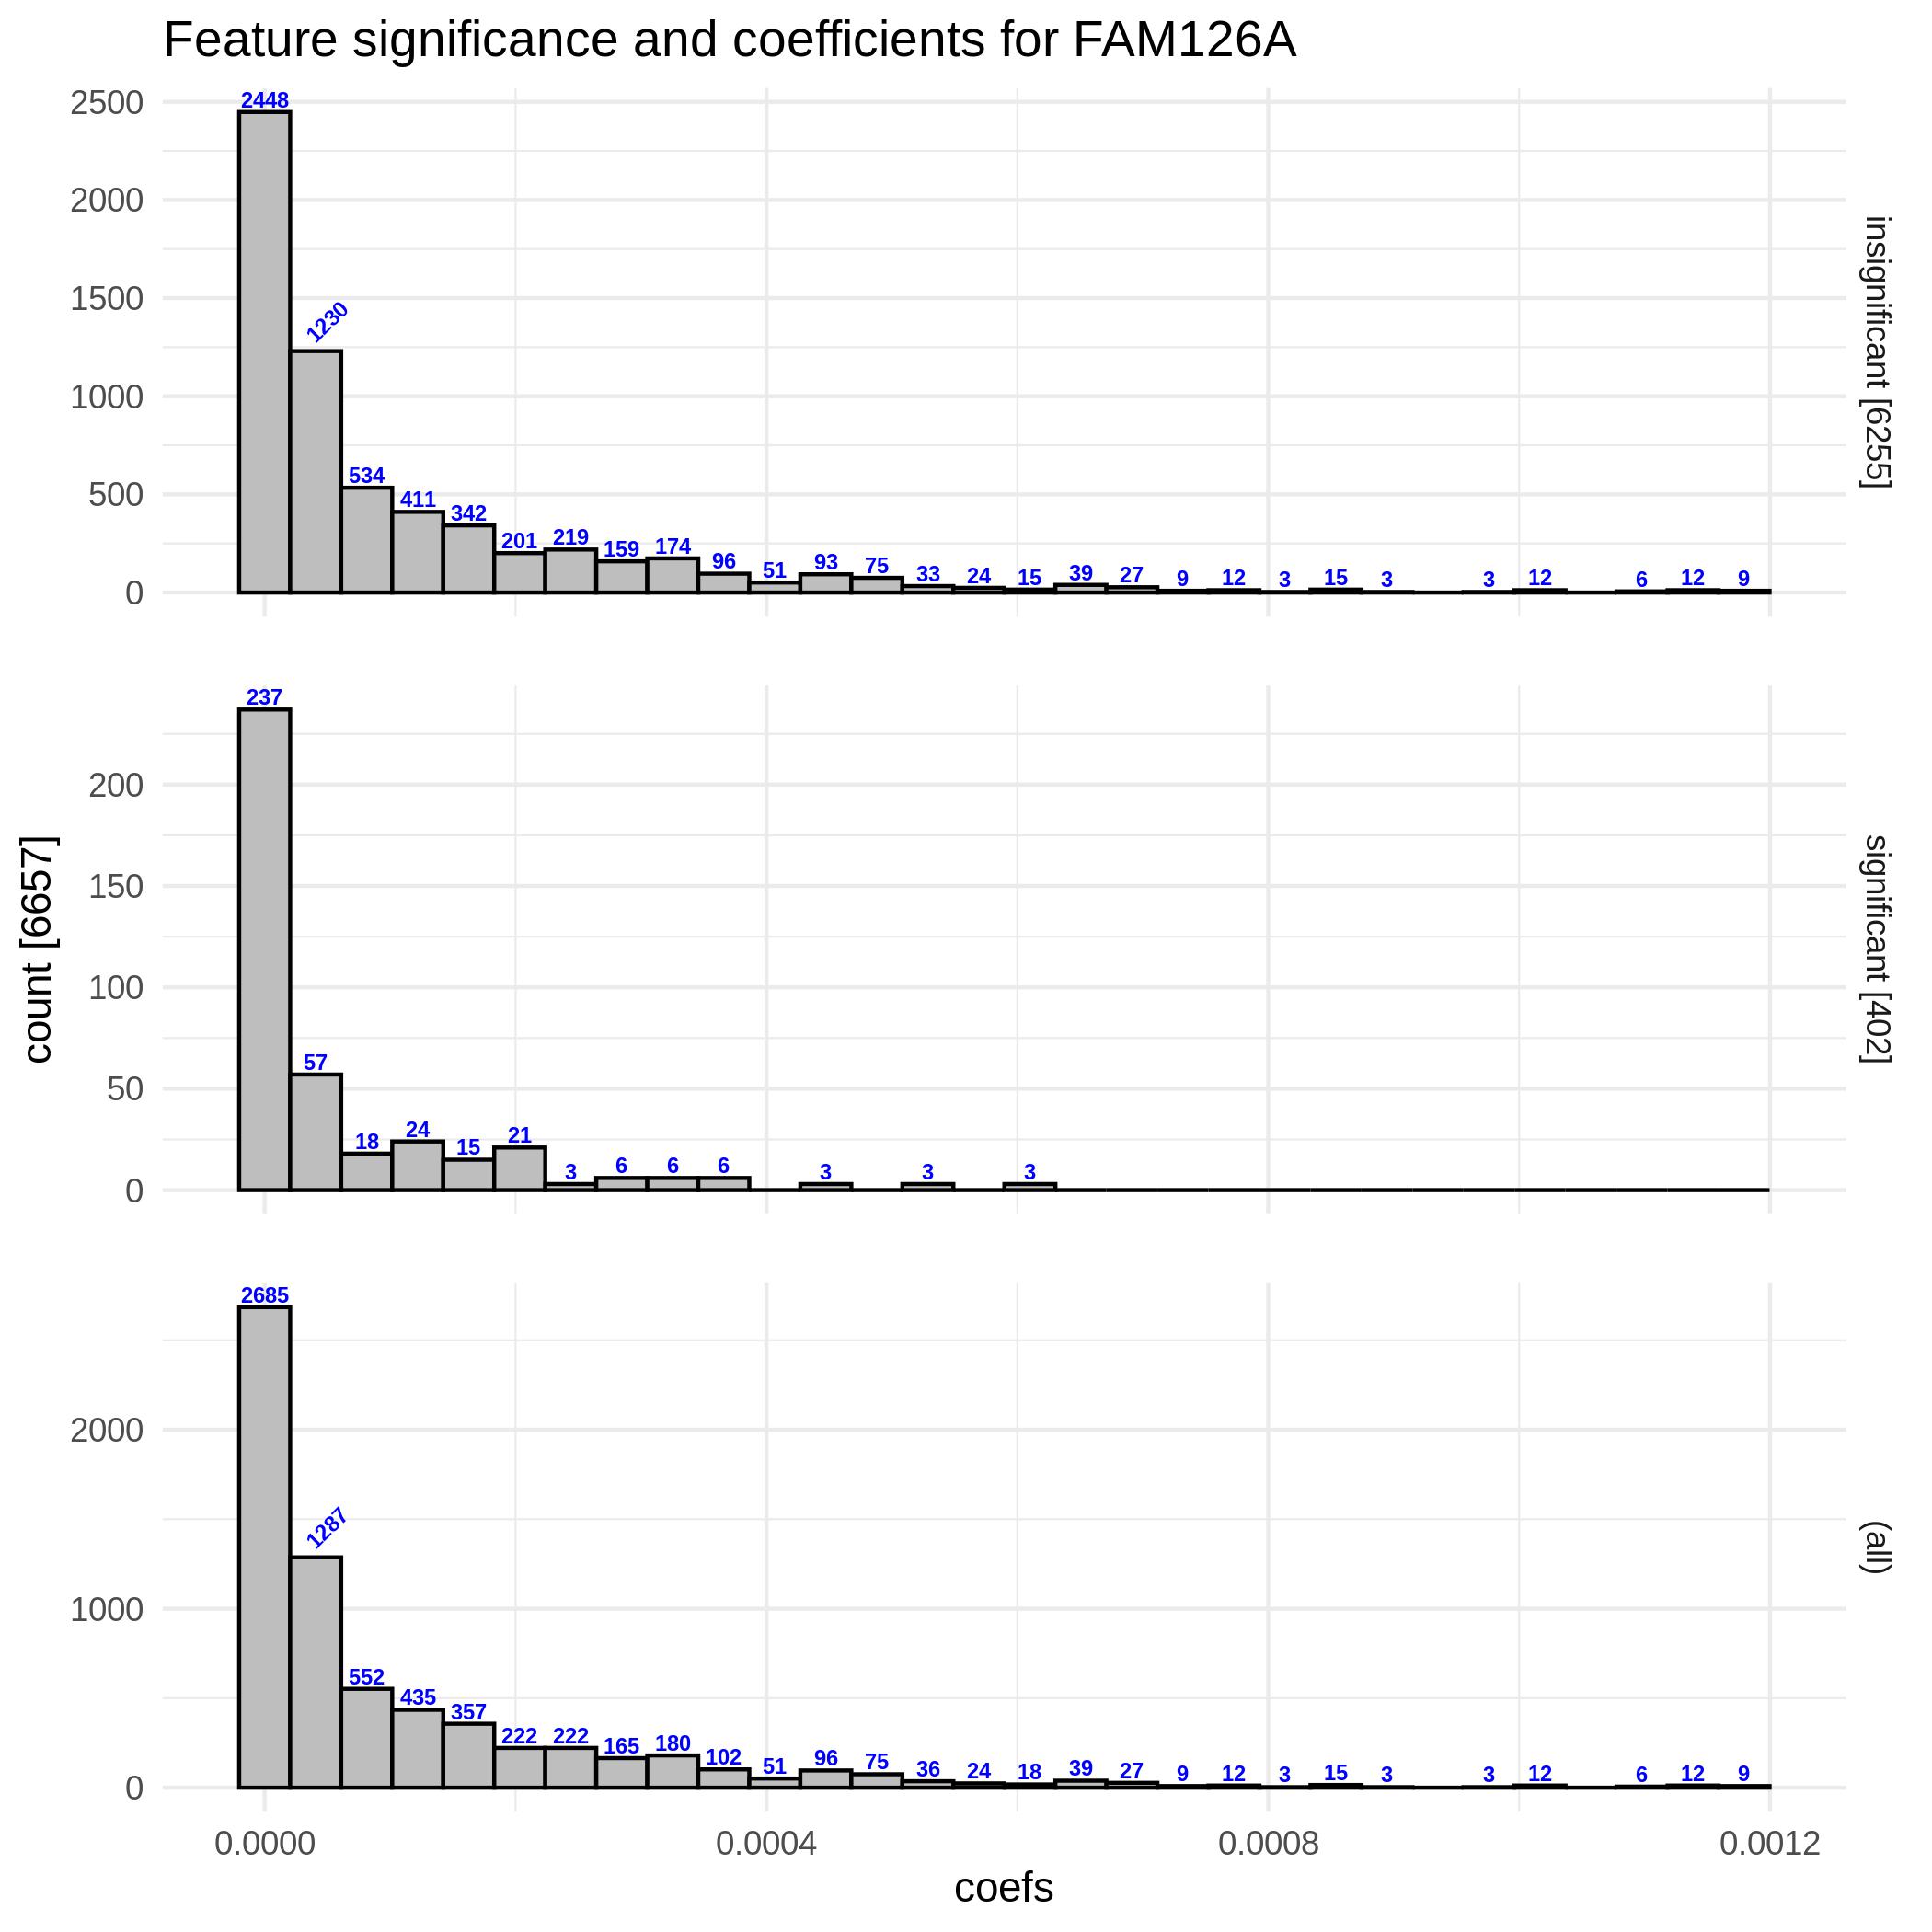 Feature significance and coefficients for FAM126A
count [6657]
2500
2000
1500
1000
500
0
2448 1230 534 411 342 201 219 159 174 96 51 93 75 33 24 15 39 27 9 12 3 15 3 3 12 6 12 9
insignificant [6255]
200
150
100
50
0
237 57 18 24 15 21 3 6 6 6 3 3 3
significant [402]
2000
1000
0
2685 1287 552 435 357 222 222 165 180 102 51 96 75 36 24 18 39 27 9 12 3 15 3 3 12 6 12 9
(all)
0.0000 0.0004 0.0008 0.0012
coefs